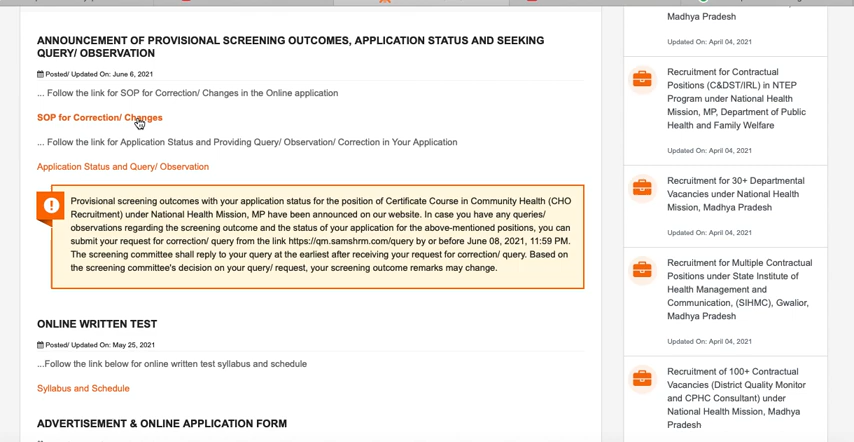 ANNOUNCEMENT OF PROVISIONAL SCREENING OUTCOMES, APPLICATION STATUS AND SEEKING
QUERY/ OBSERVATION
Posted/ Updated On: June 6, 2021
... Follow the link for SOP for Correction/ Changes in the Online application
SOP for Correction/ Changes
... Follow the link for Application Status and Providing Query/ Observation/ Correction in Your Application
Application Status and Query/ Observation
Provisional screening outcomes with your application status for the position of Certificate Course in Community Health (CHO
Recruitment) under National Health Mission, MP have been announced on our website. In case you have any queries/
observations regarding the screening outcome and the status of your application for the above-mentioned positions, you can
submit your request for correction/ query from the link https://qm.samshrm.com/query by or before June 08, 2021, 11:59 PM.
The screening committee shall reply to your query at the earliest after receiving your request for correction/ query. Based on
the screening committee's decision on your query/ request, your screening outcome remarks may change.
ONLINE WRITTEN TEST
Posted/ Updated On: May 25, 2021
...Follow the link below for online written test syllabus and schedule
Syllabus and Schedule
ADVERTISEMENT & ONLINE APPLICATION FORM
Madhya Pradesh
Updated On: April 04, 2021
Recruitment for Contractual
Positions (C&DST/IRL) in NTEP
Program under National Health
Mission, MP, Department of Public
Health and Family Welfare
Updated On: April 04, 2021
Recruitment for 30+ Departmental
Vacancies under National Health
Mission, Madhya Pradesh
Updated On: April 04, 2021
Recruitment for Multiple Contractual
Positions under State Institute of
Health Management and
Communication, (SIHMC), Gwalior,
Madhya Pradesh
Updated On: April 04, 2021
Recruitment of 100+ Contractual
Vacancies (District Quality Monitor
and CPHC Consultant) under
National Health Mission, Madhya
Pradesh